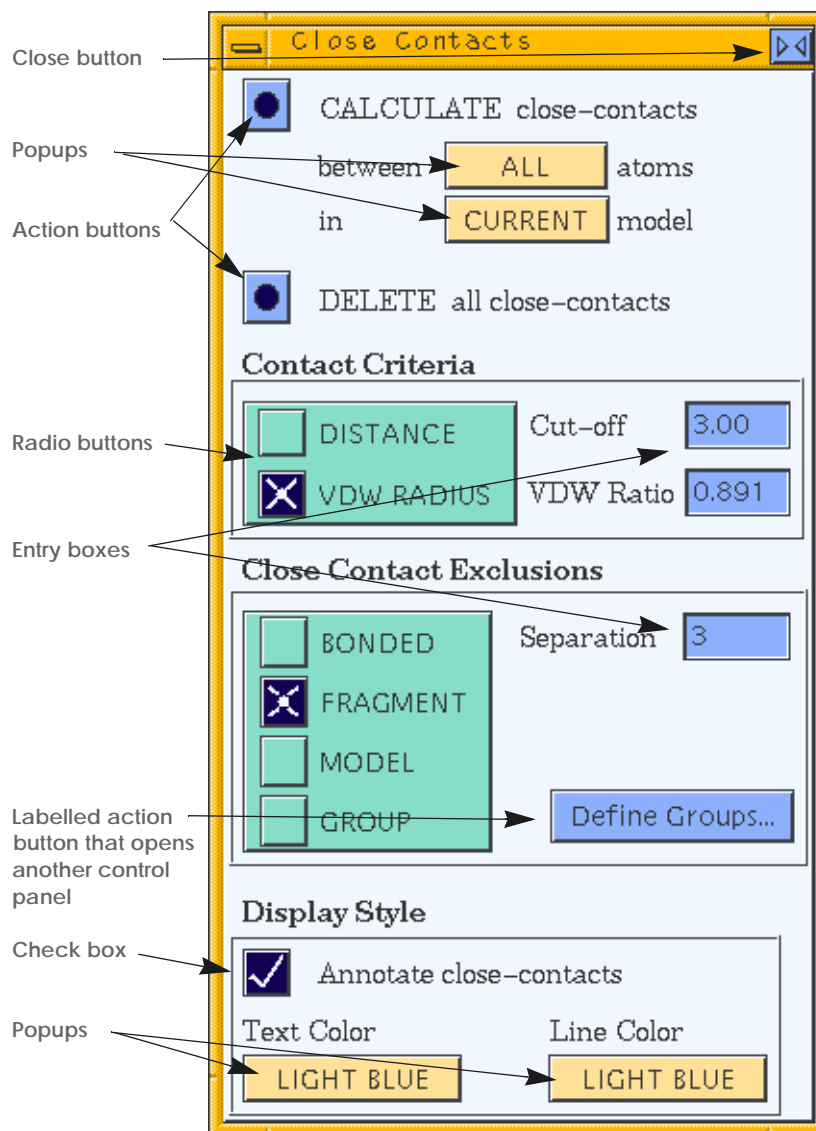 Close Contacts
Close button
CALCULATE close-contacts
Popups
between ALL atoms
Action buttons
in CURRENT model
DELETE all close-contacts
Contact Criteria
Radio buttons
DISTANCE
Cut-off 3.00
VDW RADIUS
VDW Ratio 0.891
Entry boxes
Close Contact Exclusions
BONDED
Separation 3
FRAGMENT
MODEL
GROUP
Define Groups...
Labelled action
button that opens
another control
panel
Display Style
Check box
Annotate close-contacts
Popups
Text Color
Line Color
LIGHT BLUE
LIGHT BLUE